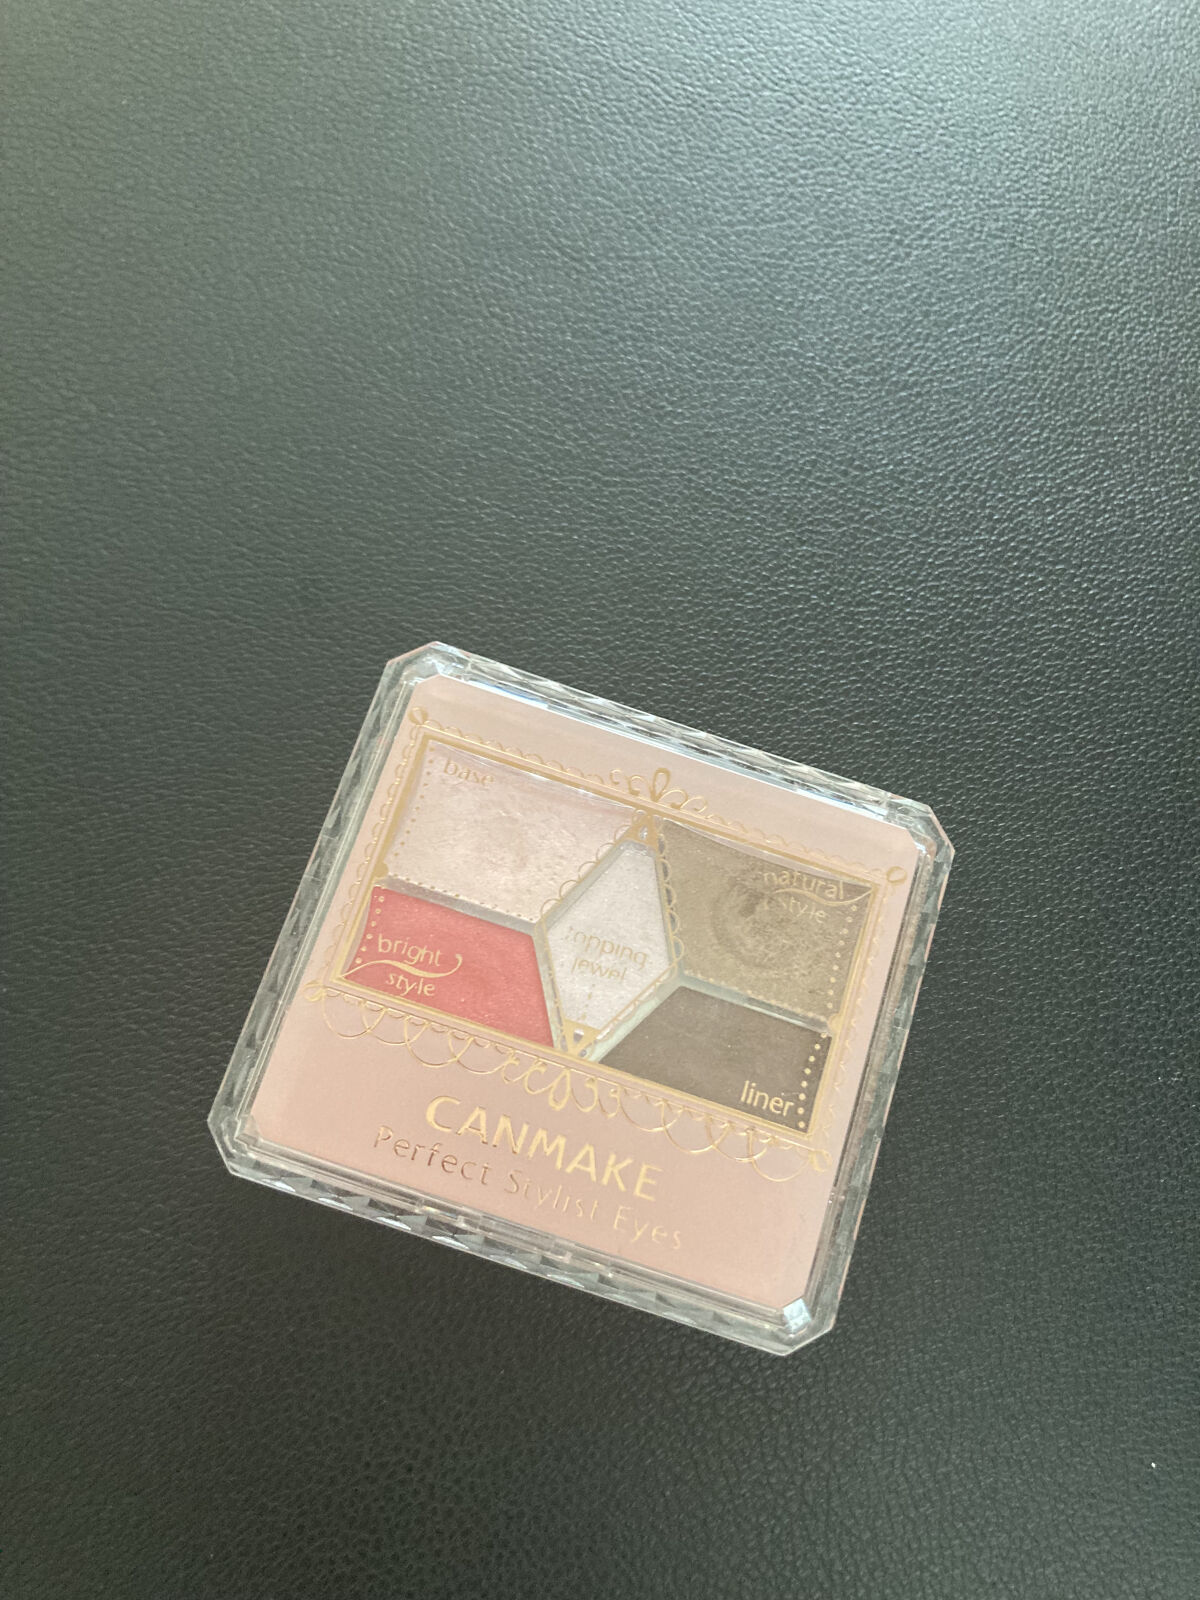 base
natural
style
topping
jewel
bright
style
liner
CANMAKE
Perfect Stylist Eyes